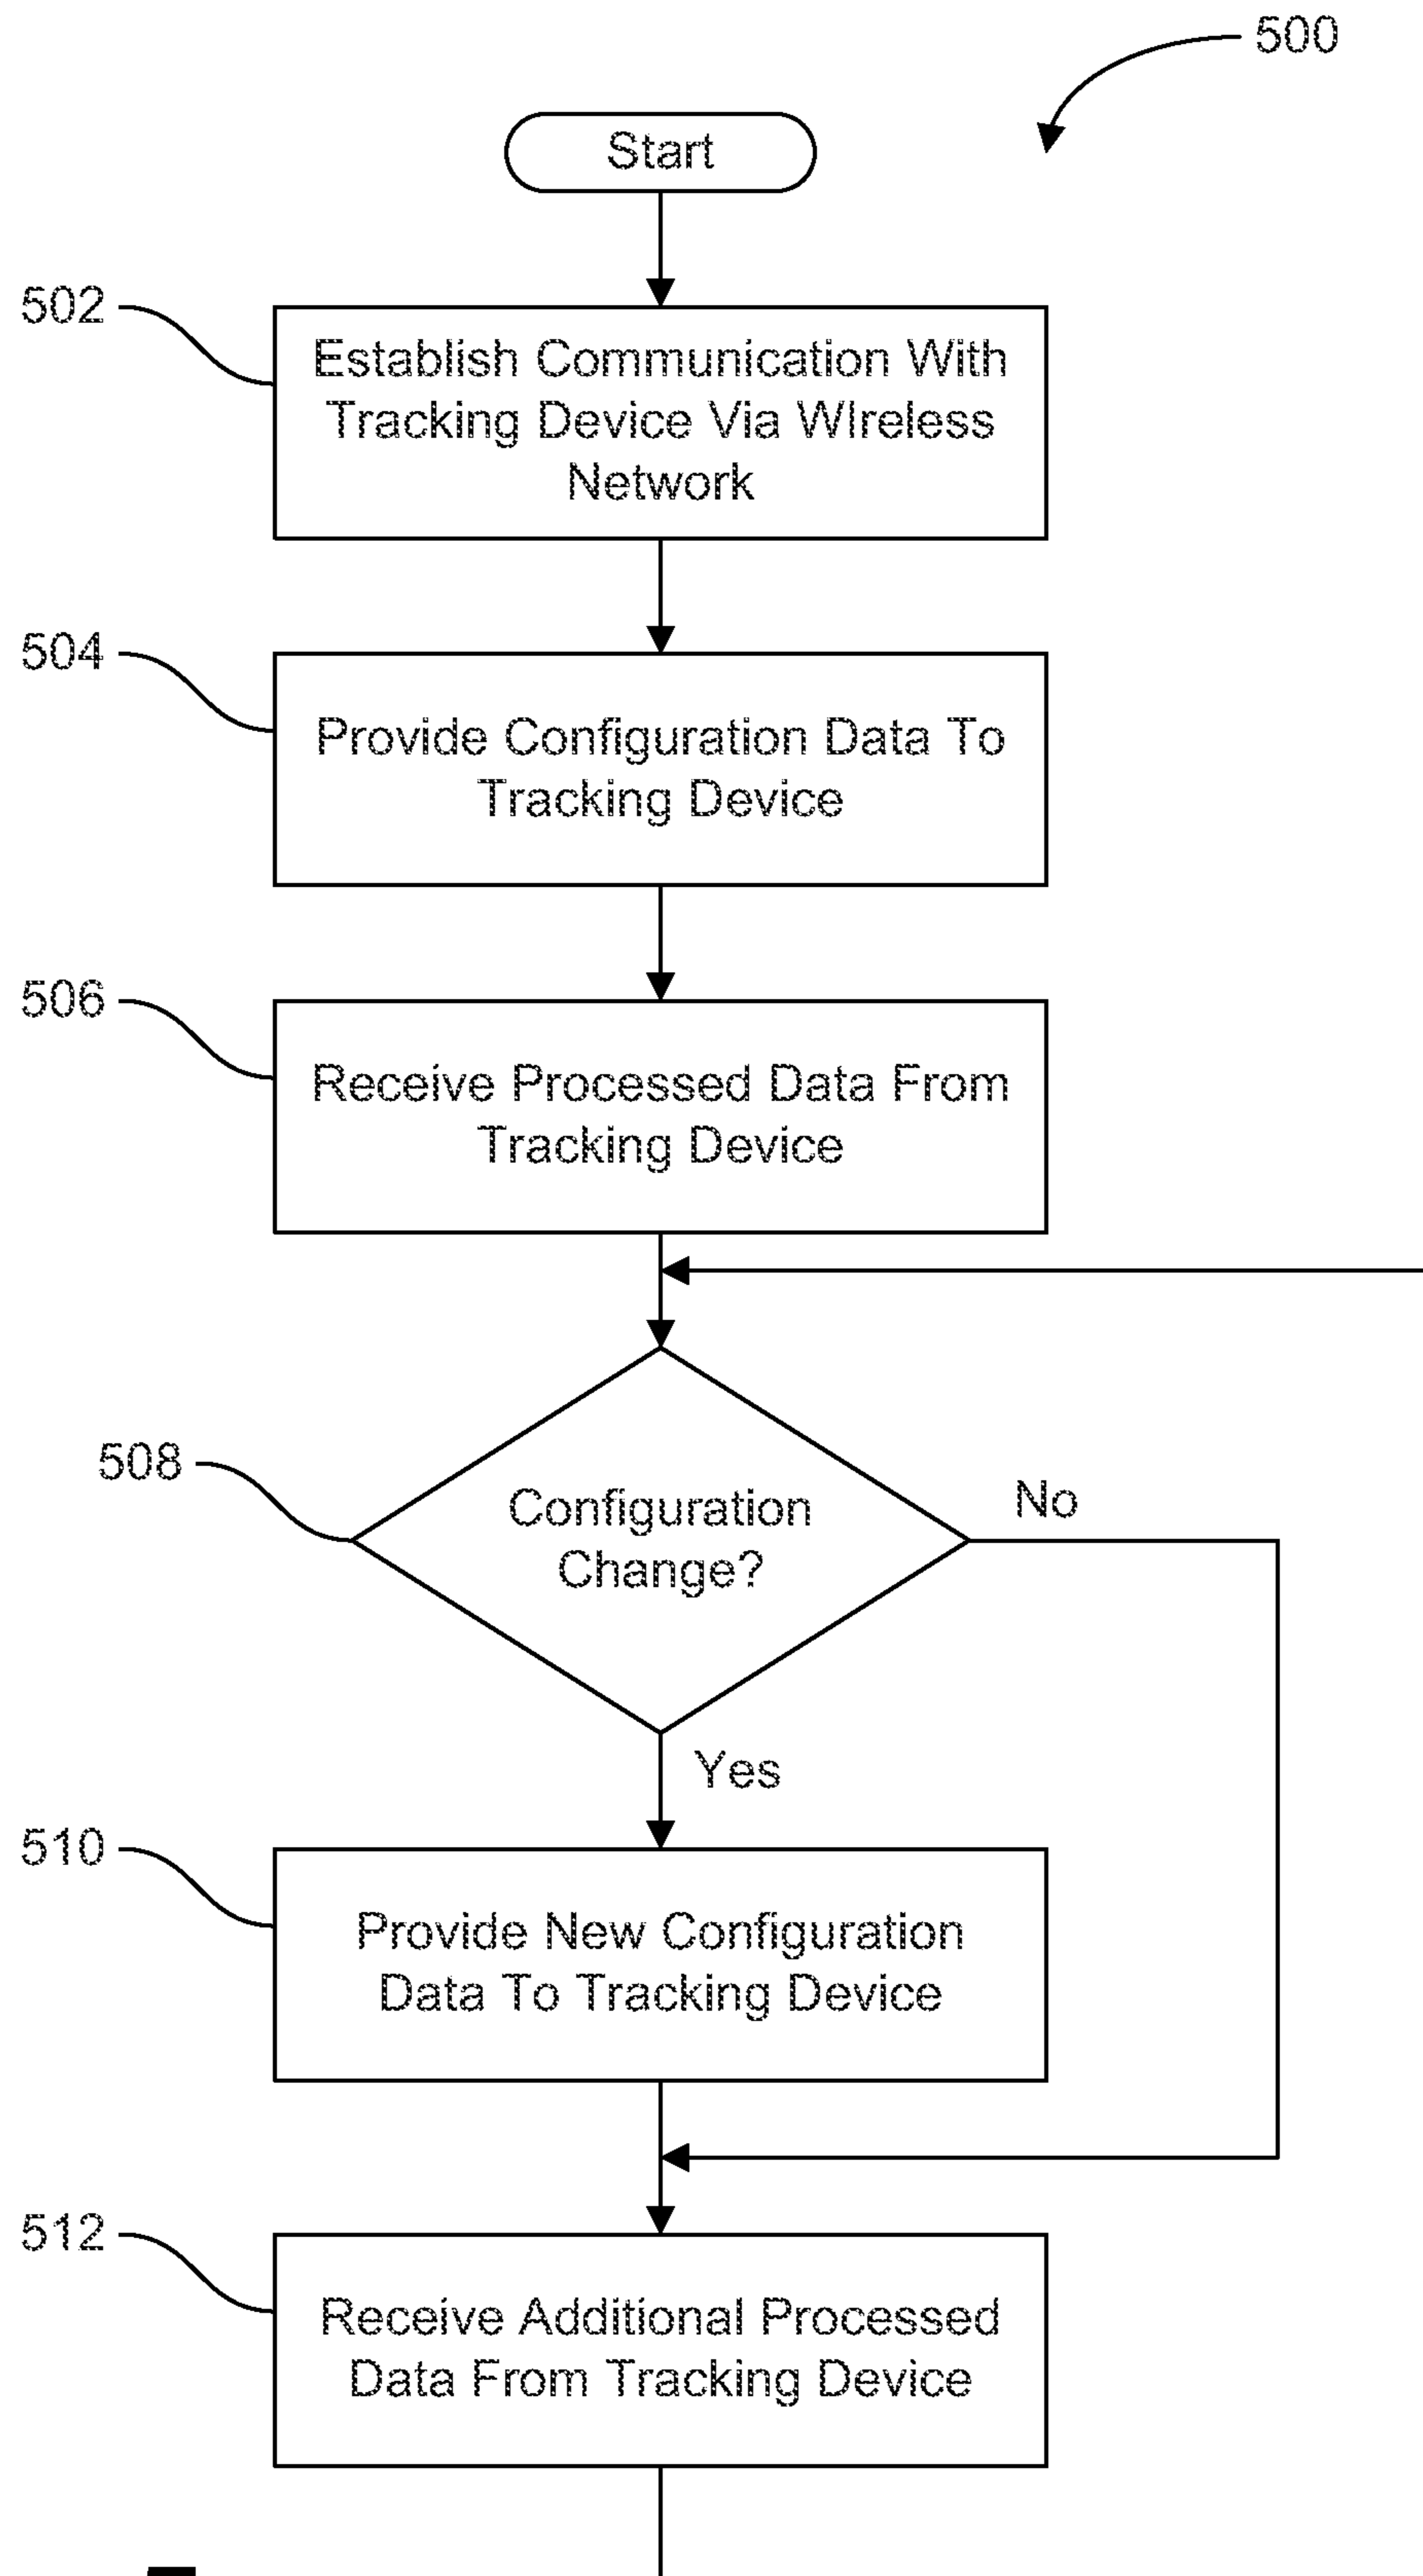 500
Start
502
Establish Communication With
Tracking Device Via WIreless
Network
504
Provide Configuration Data To
Tracking Device
506
Receive Processed Data From
Tracking Device
508
Configuration
Change?
No
Yes
510
Provide New Configuration
Data To Tracking Device
512
Receive Additional Processed
Data From Tracking Device